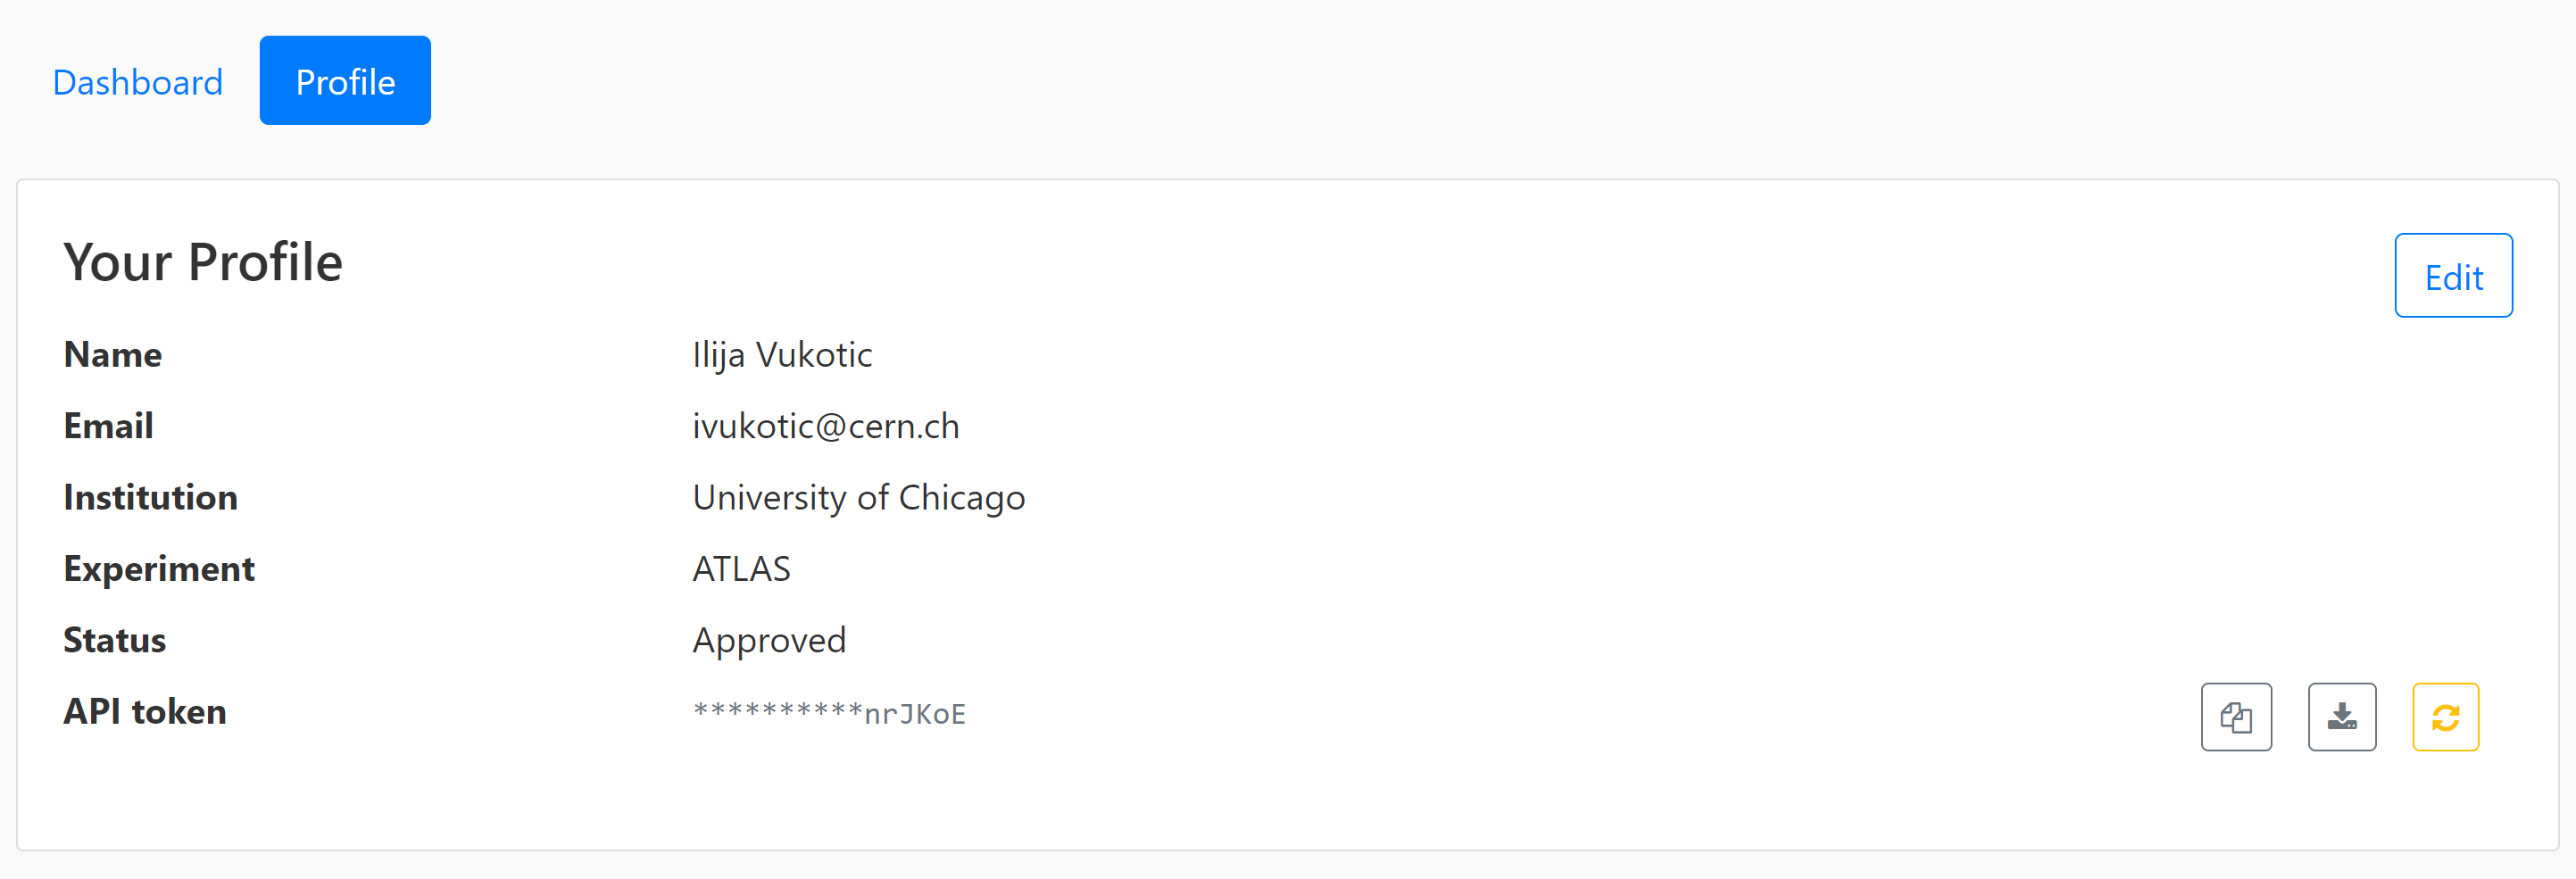 Dashboard Profile
Your Profile
Edit
Name Ilija Vukotic
Email ivukotic@cern.ch
Institution University of Chicago
Experiment ATLAS
Status Approved
API token **********nrJKoE